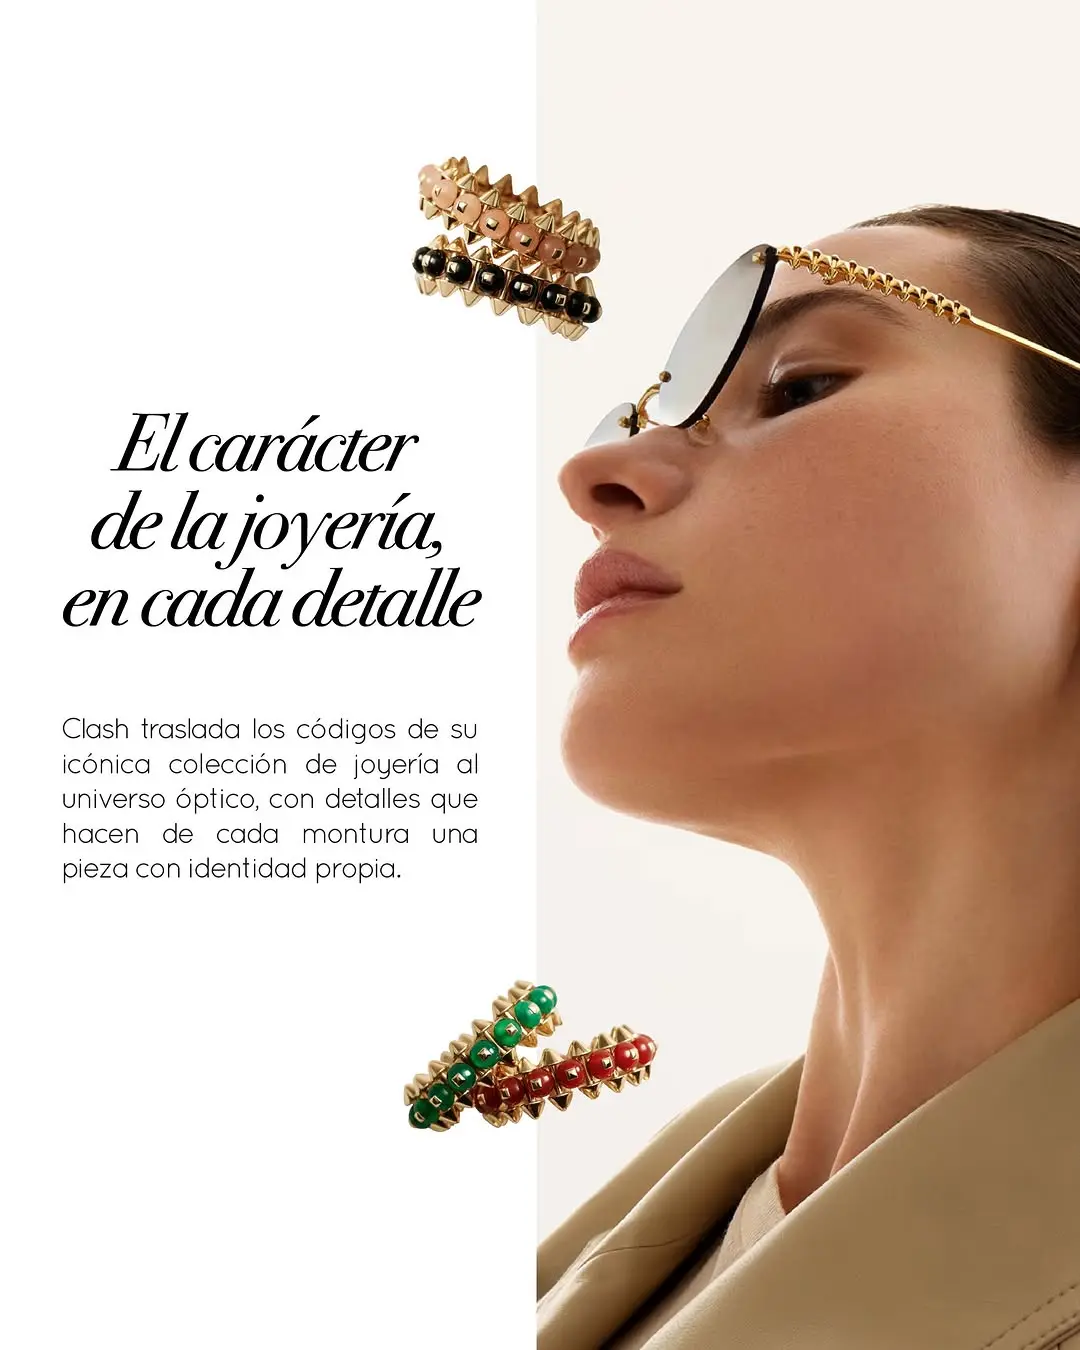 El carácter
de la joyería,
en cada detalle
Clash traslada los códigos de su
icónica colección de joyería al
universo óptico, con detalles que
hacen de cada montura una
pieza con identidad propia.